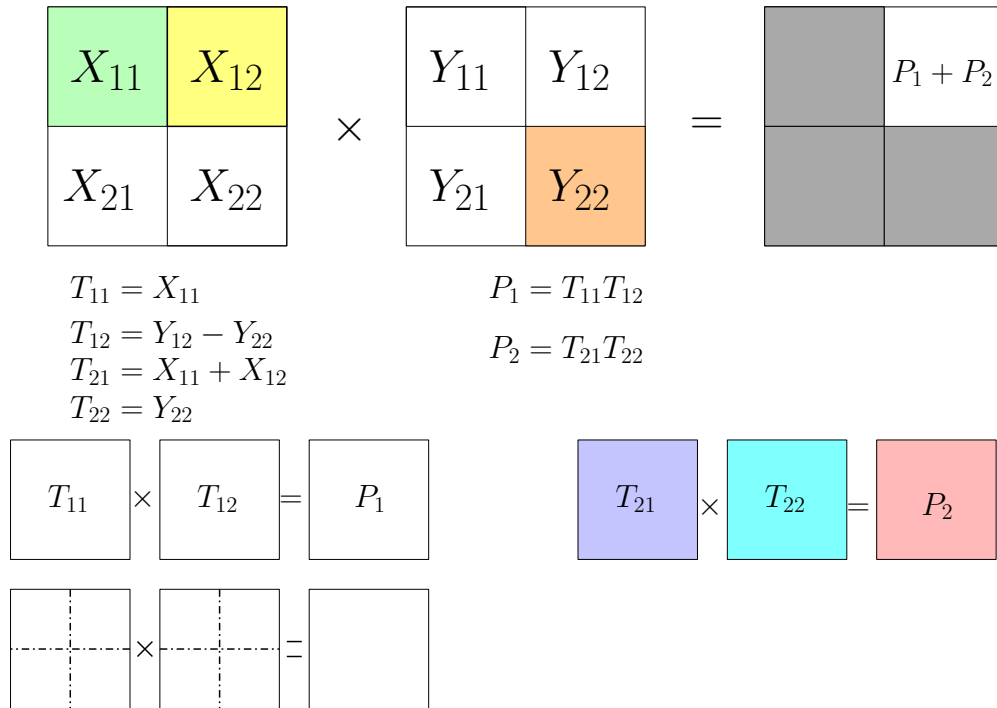 X₁₁ X₁₂ × Y₁₁ Y₁₂ = P₁ + P₂
X₂₁ X₂₂ Y₂₁ Y₂₂
T₁₁ = X₁₁
T₁₂ = Y₁₂ − Y₂₂
T₂₁ = X₁₁ + X₁₂
T₂₂ = Y₂₂
P₁ = T₁₁T₁₂
P₂ = T₂₁T₂₂
T₁₁ × T₁₂ = P₁
T₂₁ × T₂₂ = P₂
× =